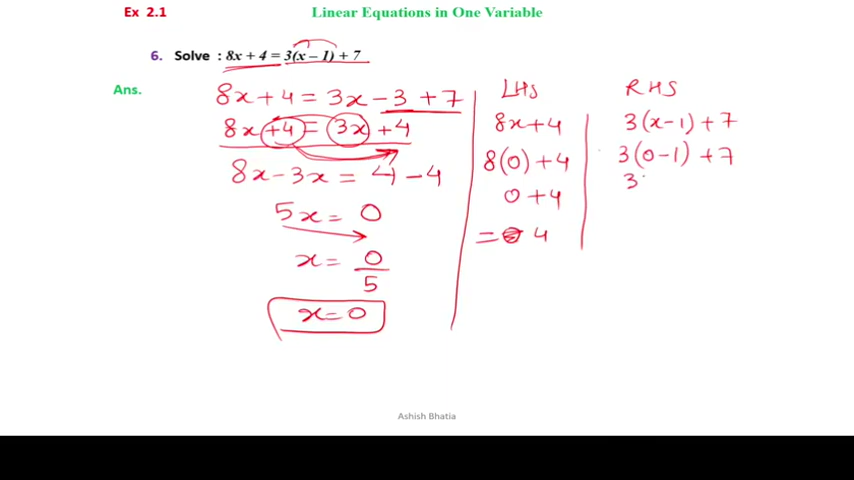 Ex 2.1
Linear Equations in One Variable
6. Solve : 8x + 4 = 3(x – 1) + 7
Ans.
8x + 4 = 3x - 3 + 7
8x + 4 = 3x + 4
8x - 3x = 4 - 4
5x = 0
x = 0/5
x = 0
LHS
8x + 4
8(0) + 4
0 + 4
= 4
RHS
3(x - 1) + 7
3(0 - 1) + 7
3
Ashish Bhatia